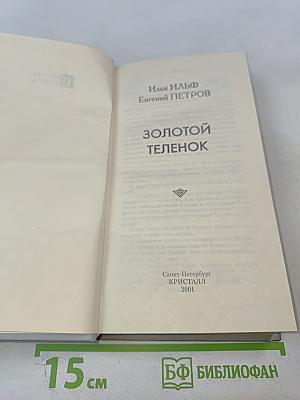 Илья ИЛЬФ
Евгений ПЕТРОВ
ЗОЛОТОЙ
ТЕЛЕНОК
Санкт-Петербург
КРИСТАЛЛ
2001
15 см
БФ БИБЛИОФАН